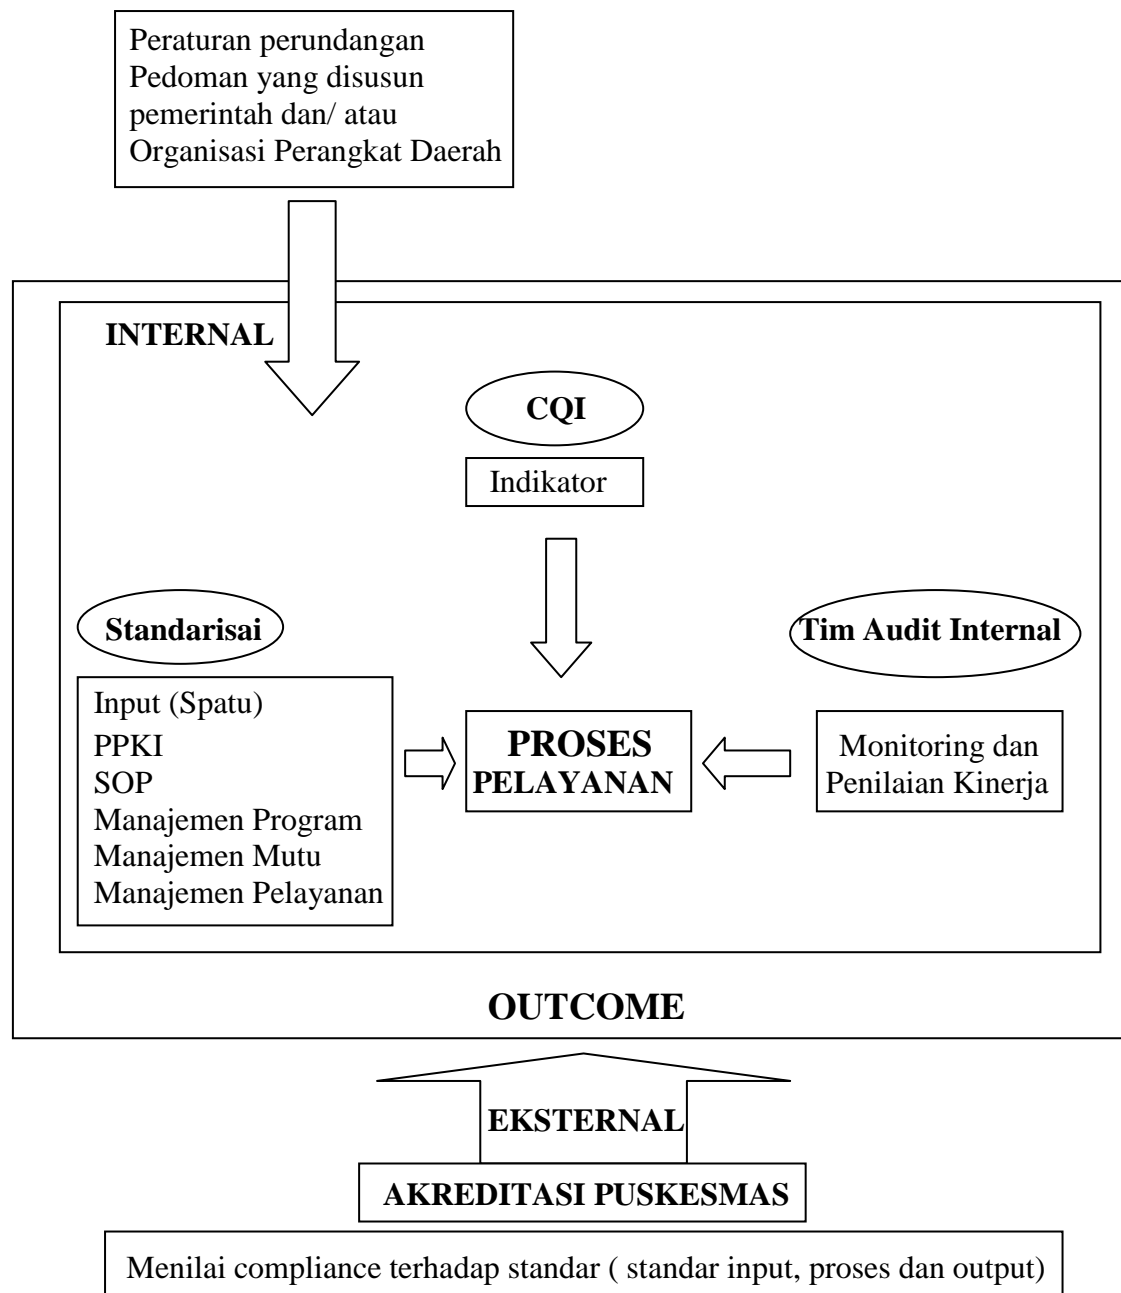 Peraturan perundangan
Pedoman yang disusun
pemerintah dan/ atau
Organisasi Perangkat Daerah
INTERNAL
CQI
Indikator
Standarisai
Input (Spatu)
PPKI
SOP
Manajemen Program
Manajemen Mutu
Manajemen Pelayanan
PROSES
PELAYANAN
Tim Audit Internal
Monitoring dan
Penilaian Kinerja
OUTCOME
EKSTERNAL
AKREDITASI PUSKESMAS
Menilai compliance terhadap standar ( standar input, proses dan output)